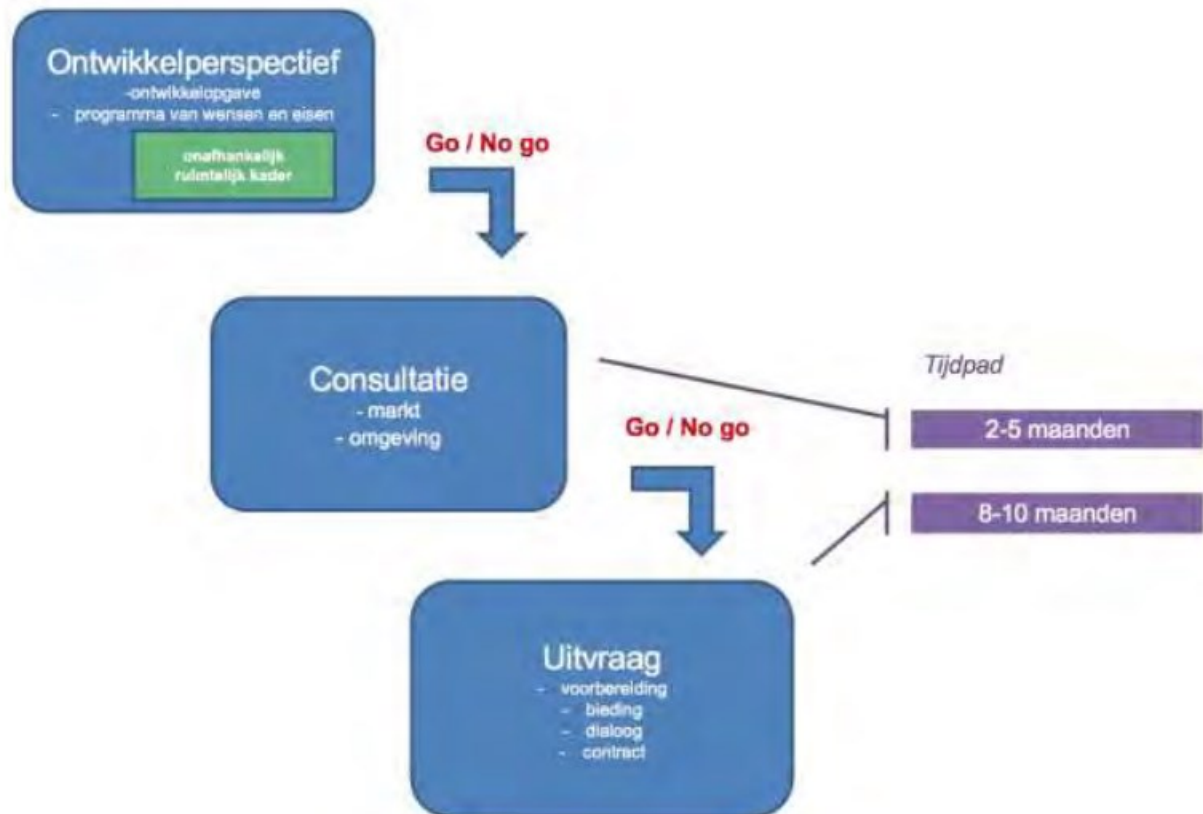 Ontwikkelperspectief
-ontwikkelopgave
- programma van wensen en eisen
onafhankelijk
ruimtelijk kader
Go / No go
Consultatie
- markt
- omgeving
Go / No go
Tijdpad
2-5 maanden
8-10 maanden
Uitvraag
- voorbereiding
- bieding
- dialoog
- contract